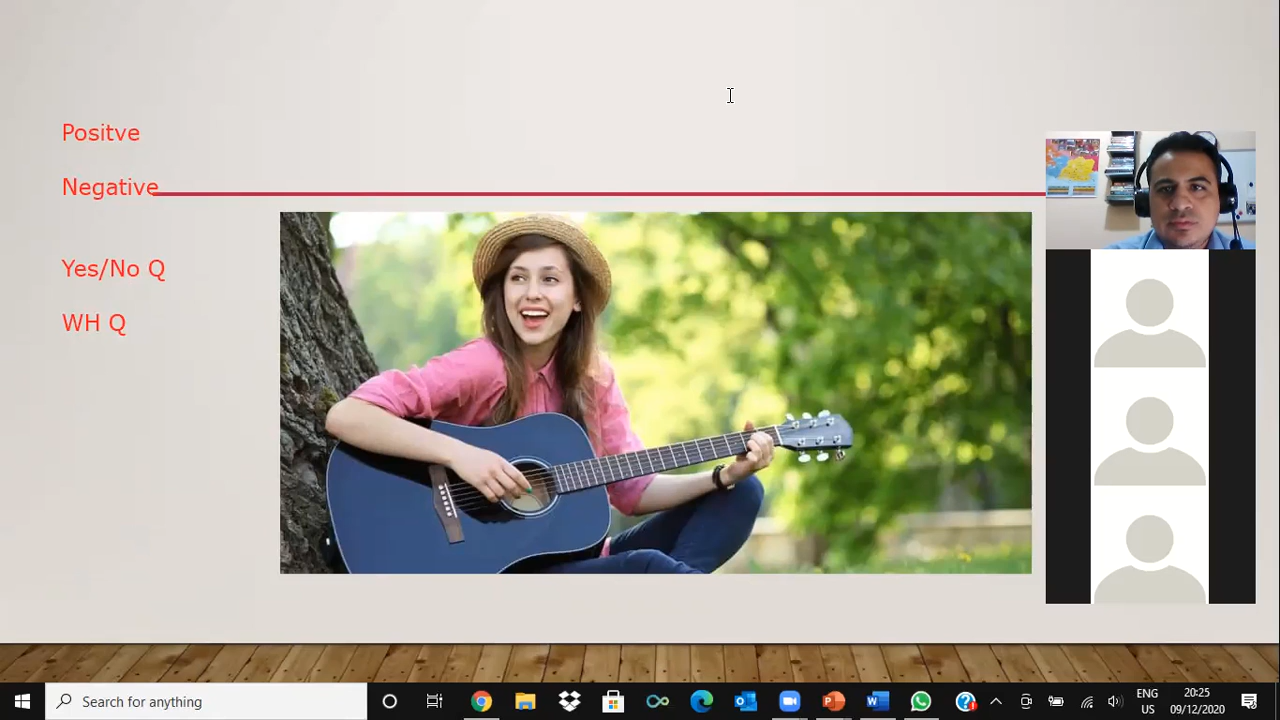 Positve
Negative
Yes/No Q
WH Q
Search for anything
ENG
US
20:25
09/12/2020